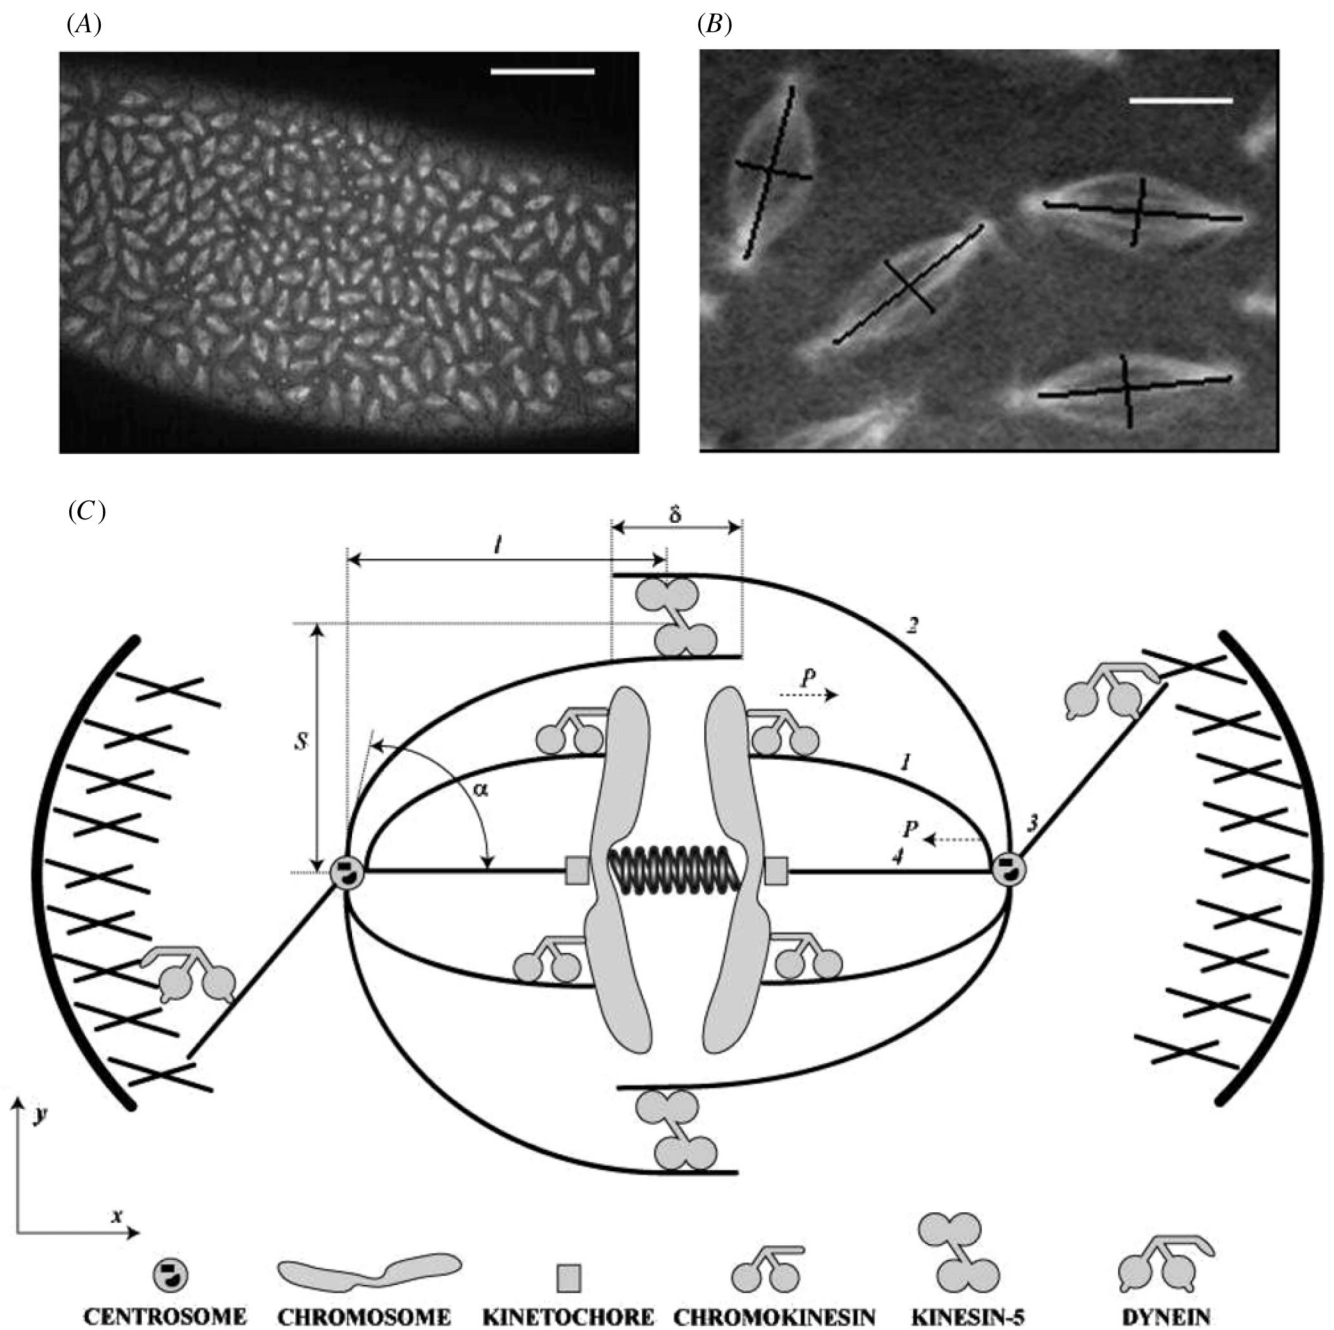 (A) (B)
(C)
δ
l
2
P
S
1
α
P
3
4
y
x
CENTROSOME CHROMOSOME KINETOCHORE CHROMOKINESIN KINESIN-5 DYNEIN